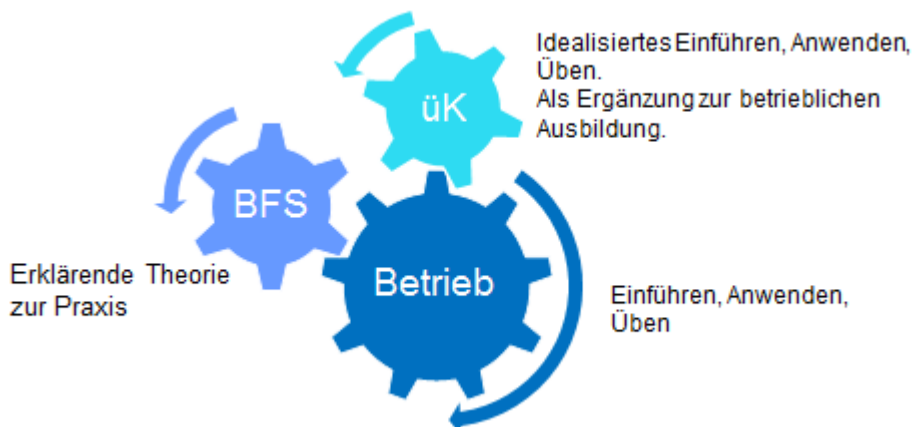 üK
Idealisiertes Einführen, Anwenden,
Üben.
Als Ergänzung zur betrieblichen
Ausbildung.
BFS
Erklärende Theorie
zur Praxis
Betrieb
Einführen, Anwenden,
Üben